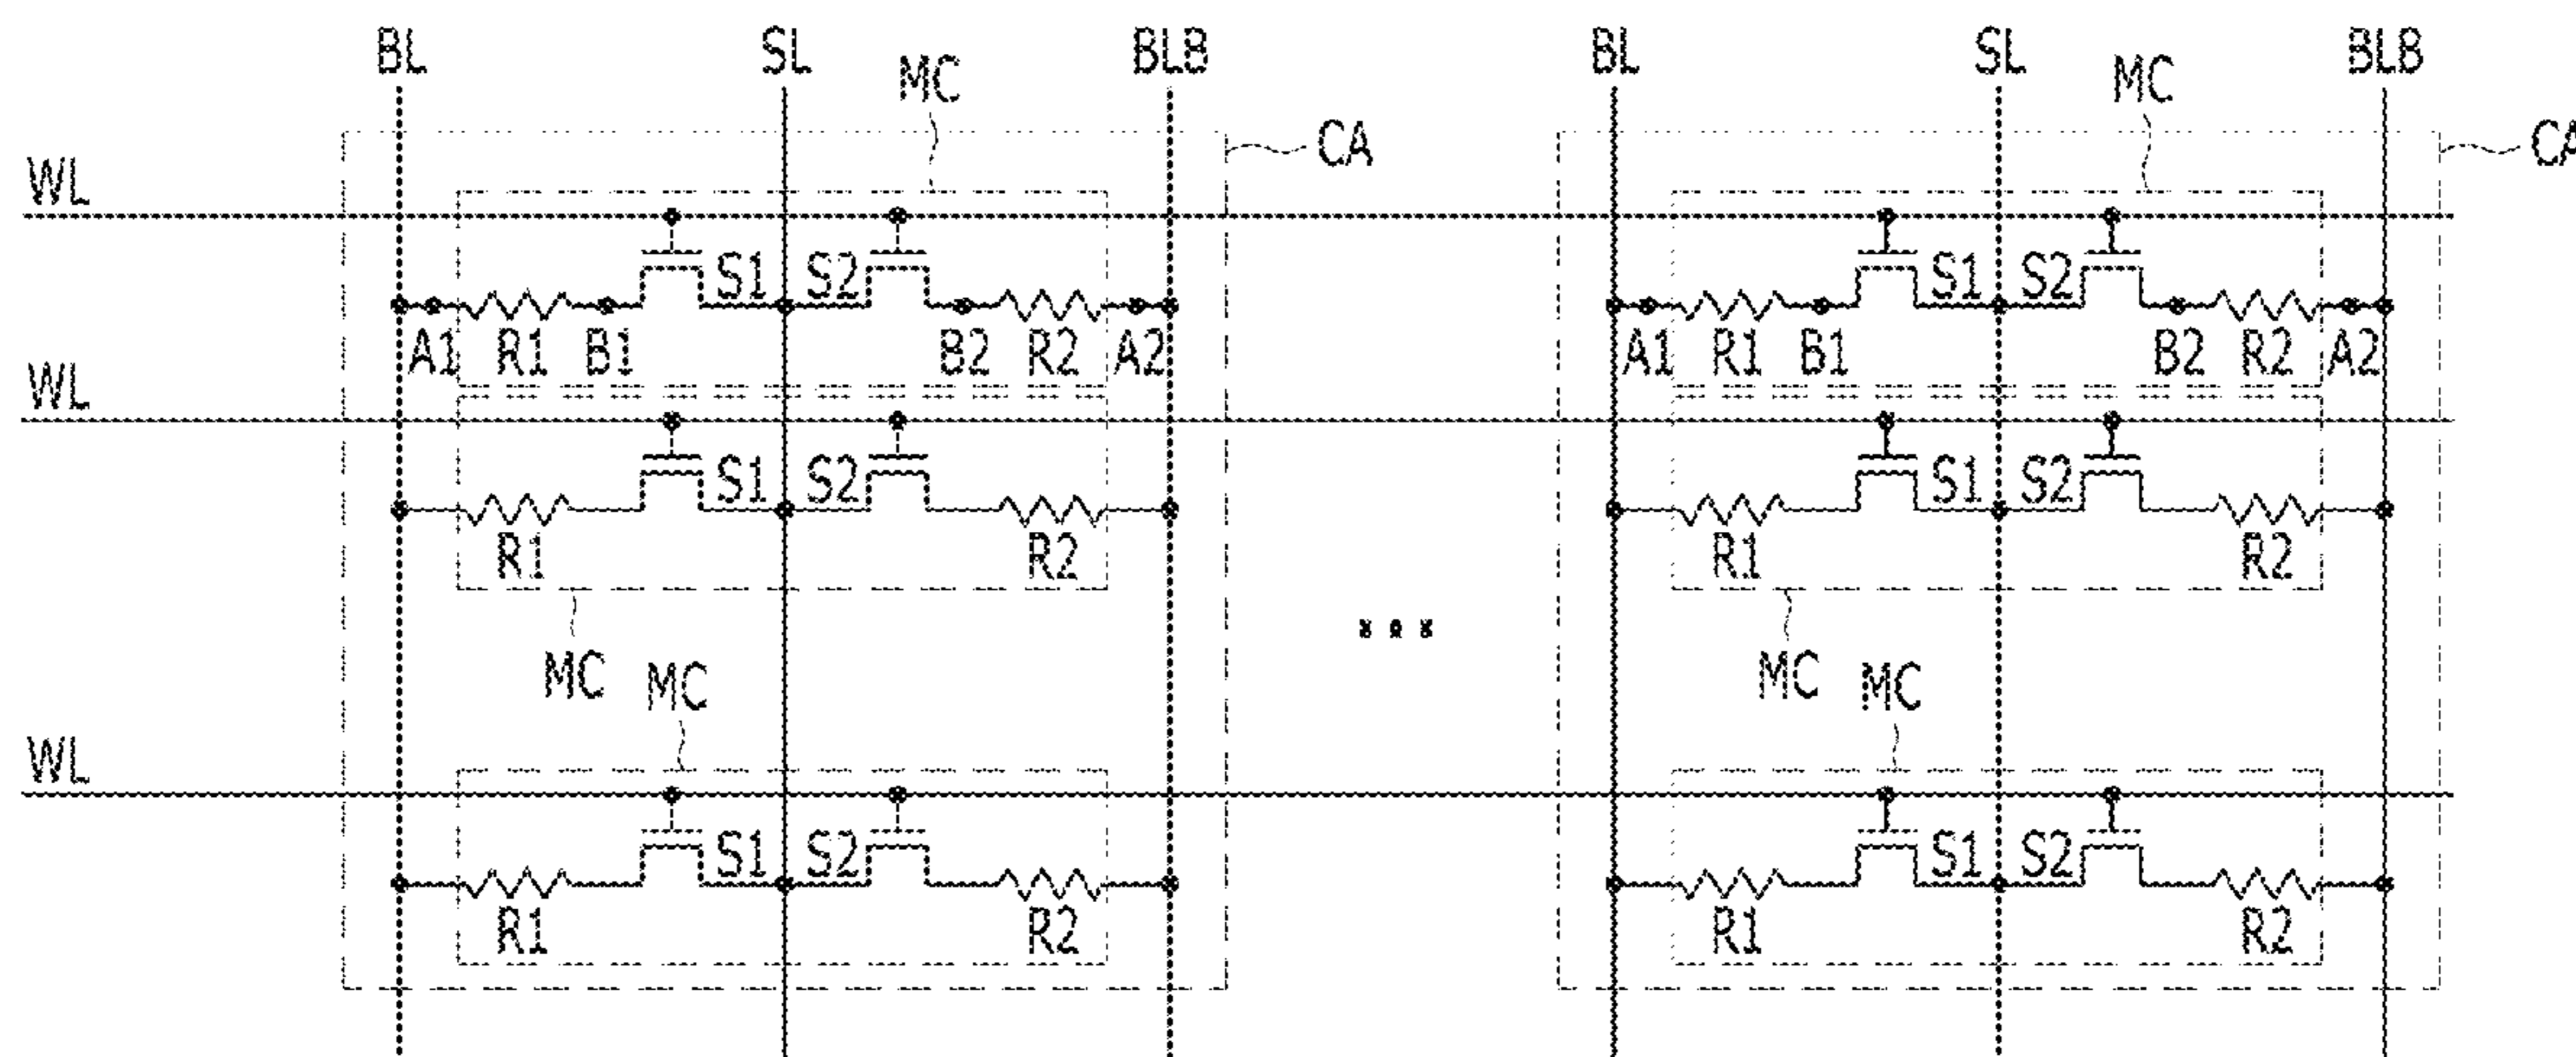 BL SL BLB BL SL BLB
MC MC
CA CA
WL
S1 S2 S1 S2
A1 R1 B1 B2 R2 A2 A1 R1 B1 B2 R2 A2
WL
S1 S2 S1 S2
R1 R2 R1 R2
MC MC MC MC
WL
S1 S2 S1 S2
R1 R2 R1 R2